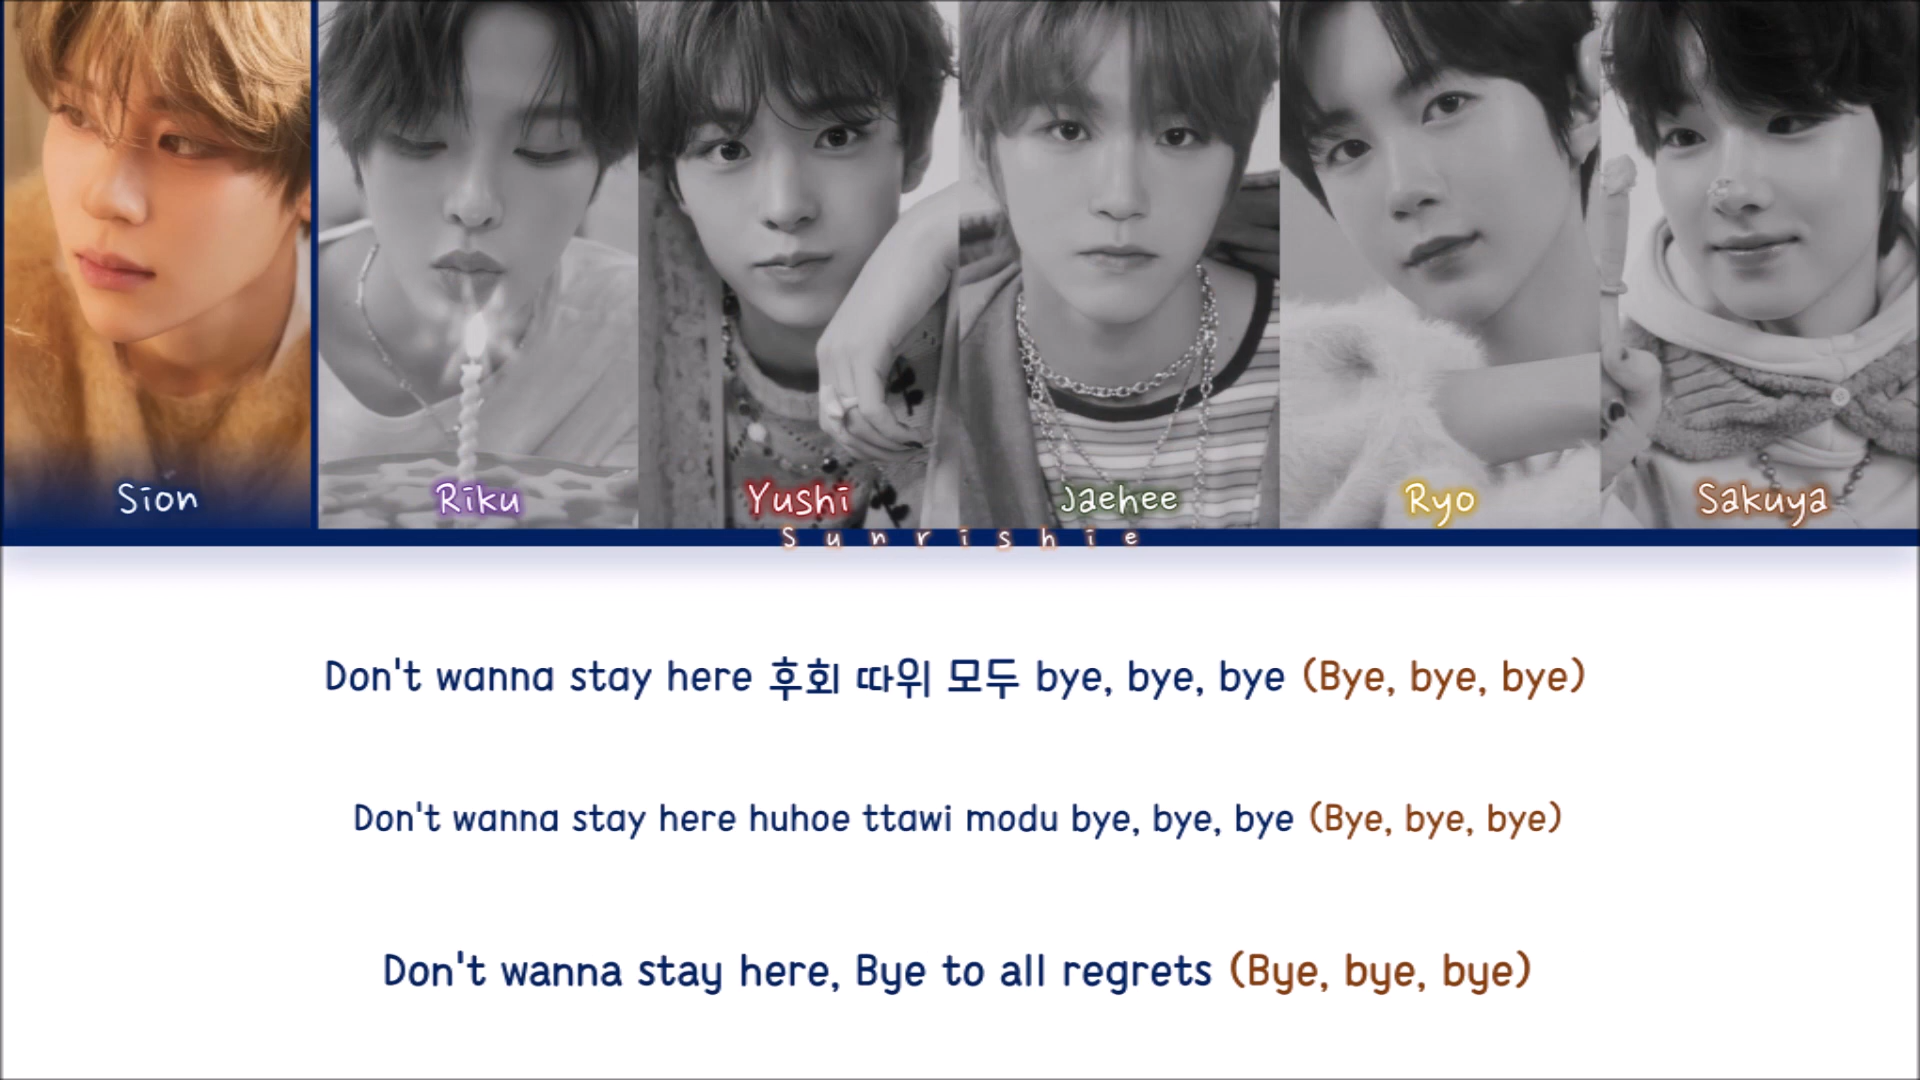 Sion Riku Yushi Jaehee Ryo Sakuya
Sunrishie
Don't wanna stay here 후회 따위 모두 bye, bye, bye (Bye, bye, bye)
Don't wanna stay here huhoe ttawi modu bye, bye, bye (Bye, bye, bye)
Don't wanna stay here, Bye to all regrets (Bye, bye, bye)